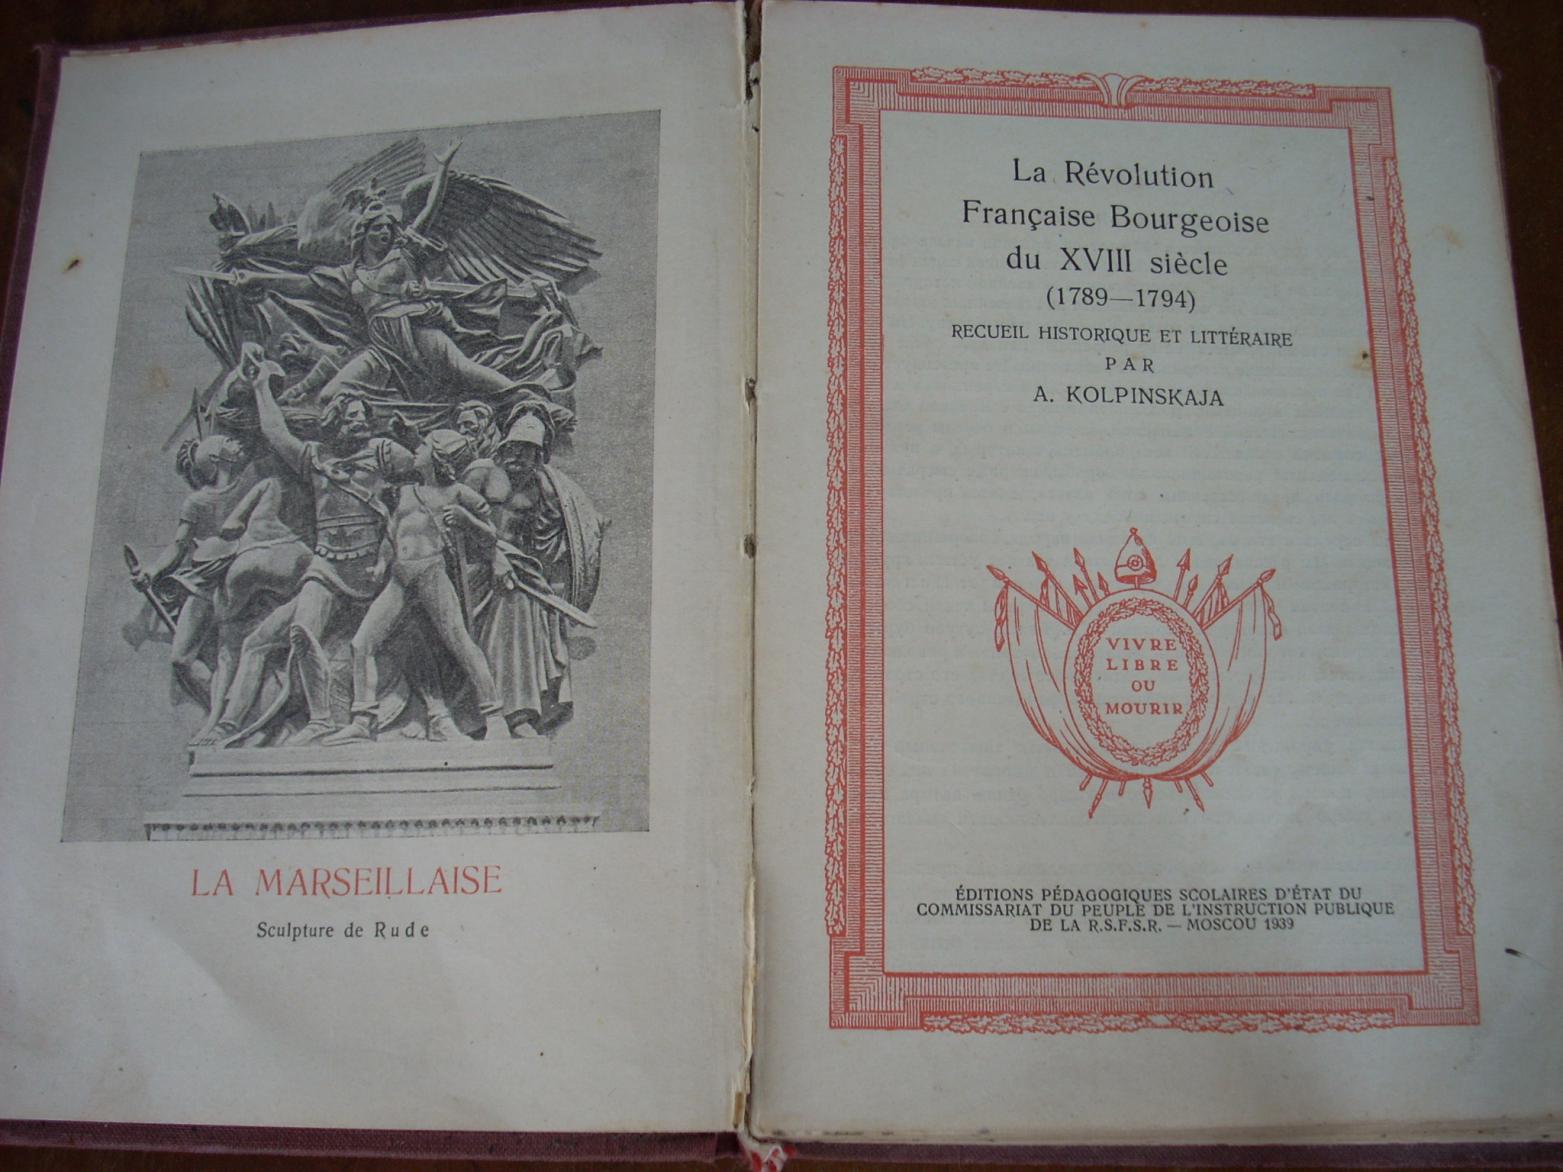 LA MARSEILLAISE
Sculpture de Rude
La Révolution
Française Bourgeoise
du XVIII siècle
(1789—1794)
RECUEIL HISTORIQUE ET LITTÉRAIRE
PAR
A. KOLPINSKAJA
VIVRE
LIBRE
OU
MOURIR
ÉDITIONS PÉDAGOGIQUES SCOLAIRES D'ÉTAT DU
COMMISSARIAT DU PEUPLE DE L'INSTRUCTION PUBLIQUE
DE LA R.S.F.S.R. — MOSCOU 1939